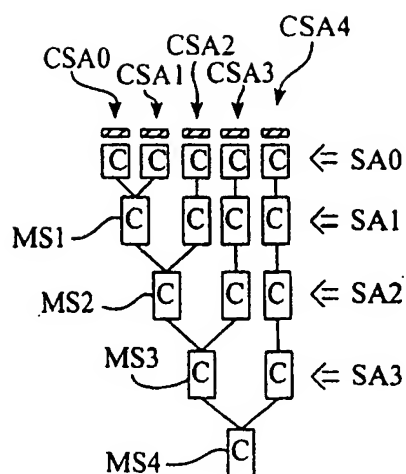 CSA2
CSA4
CSA0
CSA1
CSA3
C C C C C ⇐ SA0
MS1 C C C C ⇐ SA1
MS2 C C C ⇐ SA2
MS3 C C ⇐ SA3
MS4 C